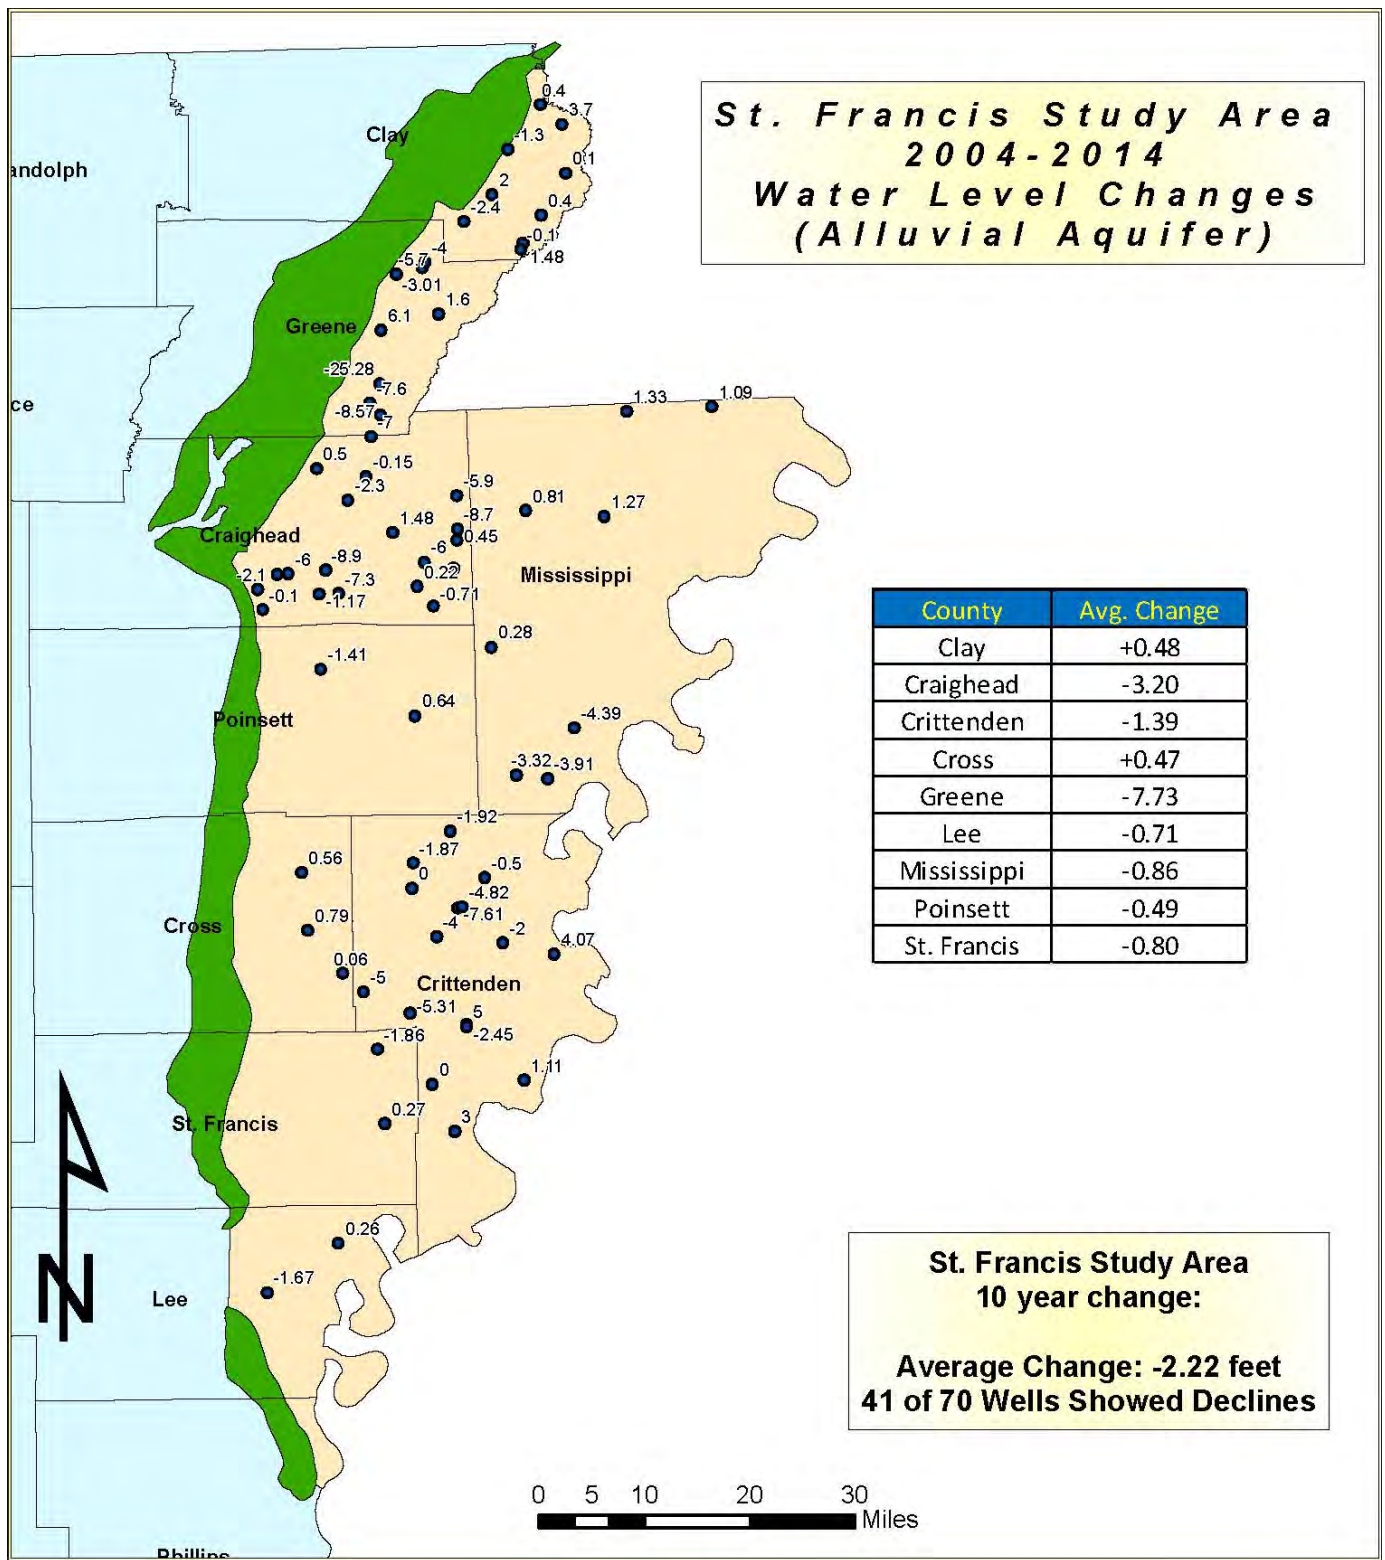 St. Francis Study Area
2004-2014
Water Level Changes
(Alluvial Aquifer)
0.4
Clay
-1.3
andolph
0.1
2
-2.4
0.4
-0.1
1.48
-4
-5.7
-3.01
1.6
6.1
Greene
-25.28
-7.6
ce
-8.57
-7
1.33
1.09
0.5
-0.15
-2.3
-5.9
0.81
1.27
1.48
-8.7
0.45
Craighead
-6
-8.9
-6
-2.1
-7.3
0.22
Mississippi
-0.1
-1.17
-0.71
0.28
-1.41
0.64
Poinsett
-4.39
-3.32
-3.91
County Avg. Change
Clay +0.48
Craighead -3.20
Crittenden -1.39
Cross +0.47
Greene -7.73
Lee -0.71
Mississippi -0.86
Poinsett -0.49
St. Francis -0.80
-1.92
-1.87
0.56
0
-0.5
-4.82
-7.61
0.79
-4
-2
Cross
4.07
0.06
-5
Crittenden
-5.31
5
-2.45
-1.86
0
1.11
0.27
3
St. Francis
0.26
-1.67
Lee
N
St. Francis Study Area
10 year change:
Average Change: -2.22 feet
41 of 70 Wells Showed Declines
0 5 10 20 30
Miles
Phillips